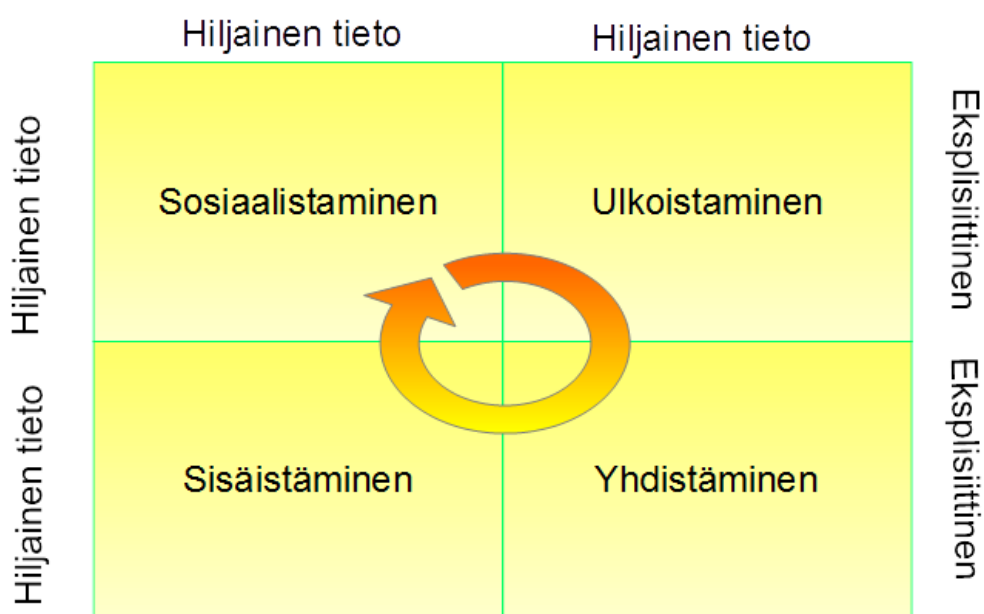 Hiljainen tieto
Hiljainen tieto
Hiljainen tieto
Sosiaalistaminen
Ulkoistaminen
Eksplisiittinen
Hiljainen tieto
Sisäistäminen
Yhdistäminen
Eksplisiittinen